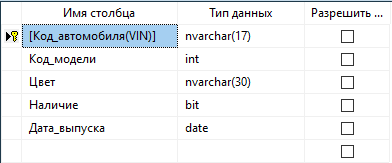 Имя столбца Тип данных Разрешить ...
[Код_автомобиля(VIN)] nvarchar(17)
Код_модели int
Цвет nvarchar(30)
Наличие bit
Дата_выпуска date